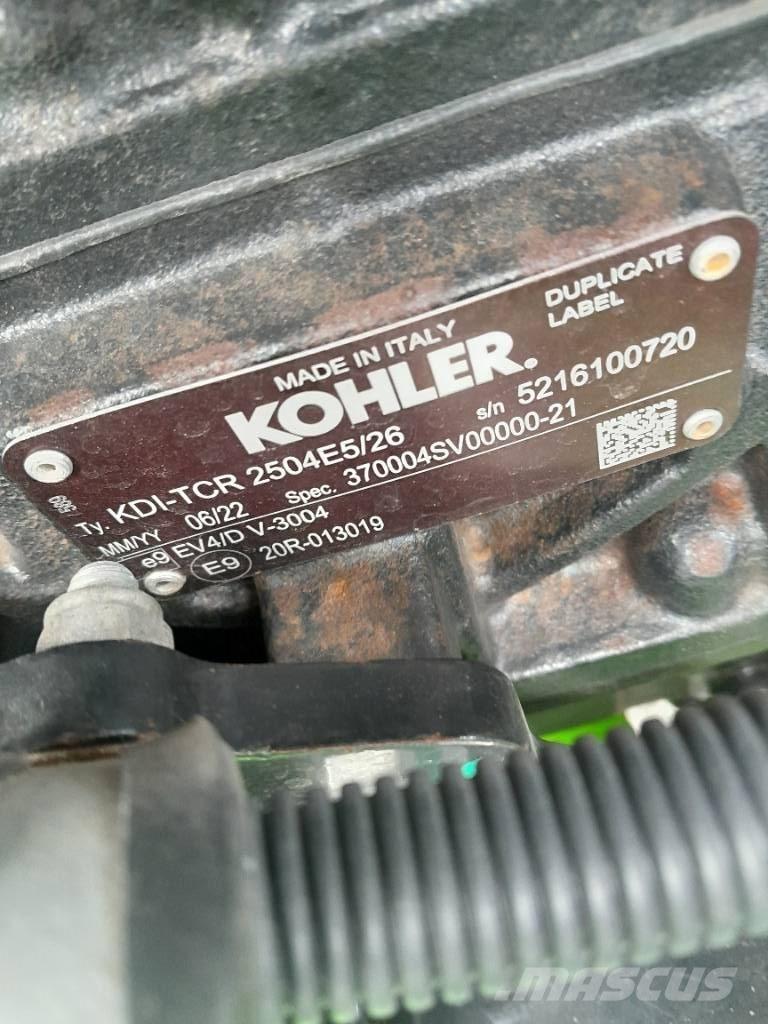 MADE IN ITALY
DUPLICATE
LABEL
KOHLER.
Ty. KDI-TCR 2504E5/26 s/n 5216100720
MM/YY 06/22 Spec. 370004SV00000-21
e9 EV4/D V-3004
E9 20R-013019
MASCUS